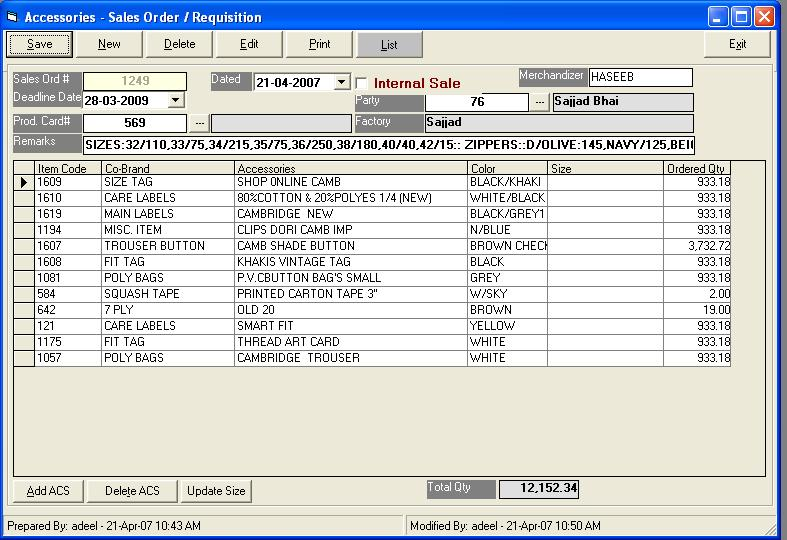 Accessories - Sales Order / Requisition
Save New Delete Edit Print List Exit
Sales Ord # 1249 Dated 21-04-2007 Internal Sale Merchandizer HASEEB
Deadline Date 28-03-2009 Party 76 ... Sajjad Bhai
Prod. Card# 569 ... Factory Sajjad
Remarks SIZES:32/110,33/75,34/215,35/75,36/250,38/180,40/40,42/15:: ZIPPERS::D/OLIVE:145,NAVY/125,BEI
Item Code Co-Brand Accessories Color Size Ordered Qty
1609 SIZE TAG SHOP 0NLINE CAMB BLACK/KHAKI 933.18
1610 CARE LABELS 80%COTTON & 20%POLYES 1/4 (NEW) WHITE/BLACK 933.18
1619 MAIN LABELS CAMBRIDGE NEW BLACK/GREY1 933.18
1194 MISC. ITEM CLIPS DORI CAMB IMP N/BLUE 933.18
1607 TROUSER BUTTON CAMB SHADE BUTTON BROWN CHECK 3,732.72
1608 FIT TAG KHAKIS VINTAGE TAG BLACK 933.18
1081 POLY BAGS P.V.CBUTTON BAG'S SMALL GREY 933.18
584 SQUASH TAPE PRINTED CARTON TAPE 3" W/SKY 2.00
642 7 PLY OLD 20 BROWN 19.00
121 CARE LABELS SMART FIT YELLOW 933.18
1175 FIT TAG THREAD ART CARD WHITE 933.18
1057 POLY BAGS CAMBRIDGE TROUSER WHITE 933.18
Add ACS Delete ACS Update Size Total Qty 12,152.34
Prepared By: adeel - 21-Apr-07 10:43 AM Modified By: adeel - 21-Apr-07 10:50 AM